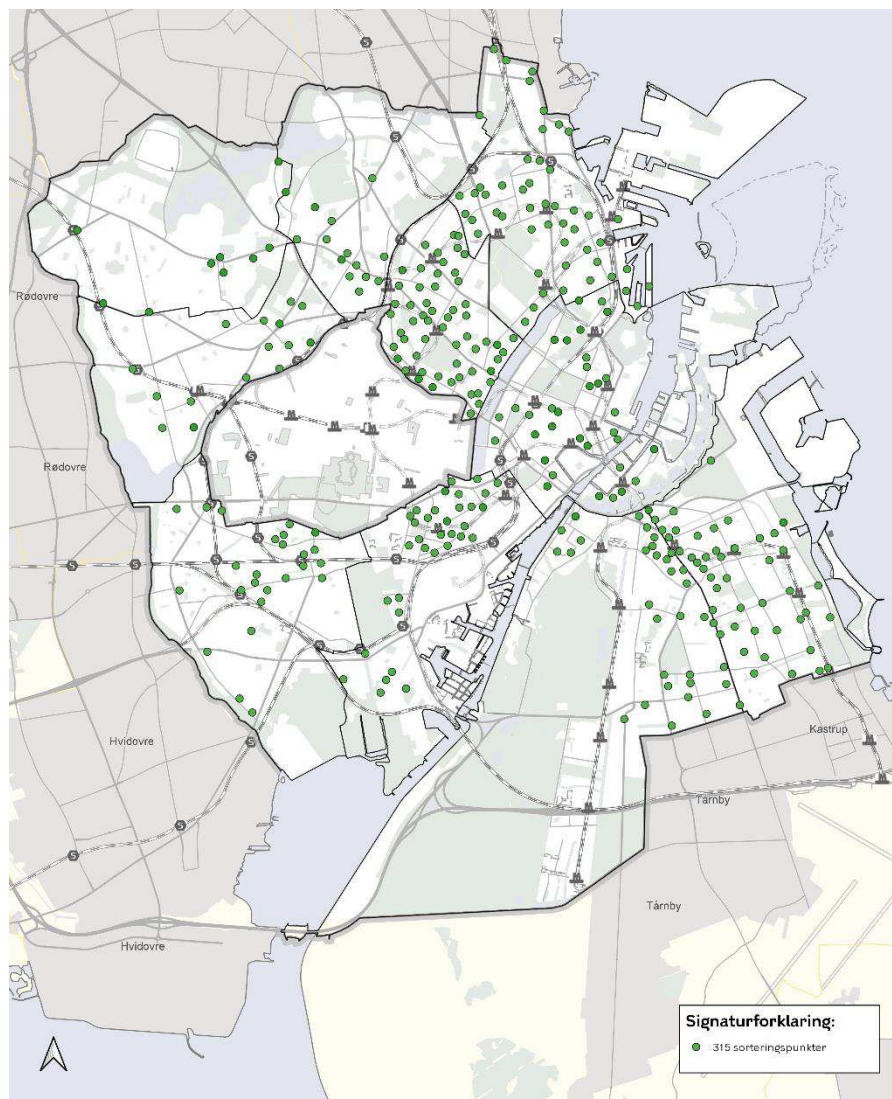 Rødovre
Rødovre
Hvidovre
Kastrup
Tårnby
Tårnby
Hvidovre
Signaturforklaring:
315 sorteringspunkter